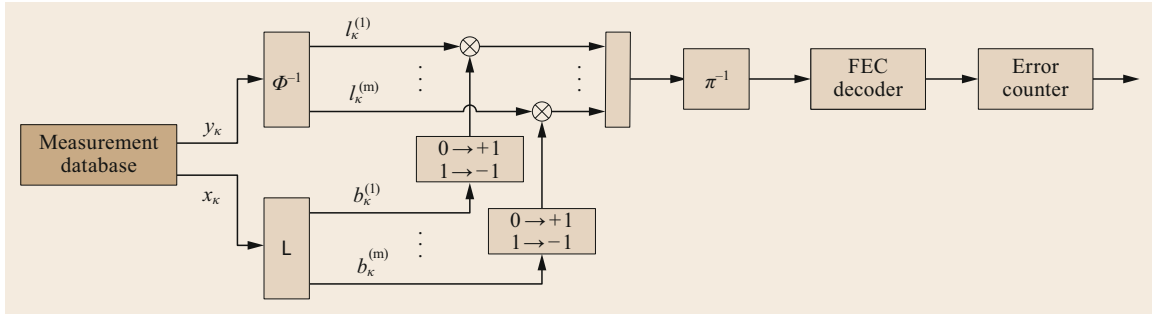 Measurement
database
y_κ
x_κ
Φ⁻¹
L
l_κ^(1)
⋮
l_κ^(m)
b_κ^(1)
⋮
b_κ^(m)
0→+1
1→−1
0→+1
1→−1
⋮
π⁻¹
FEC
decoder
Error
counter